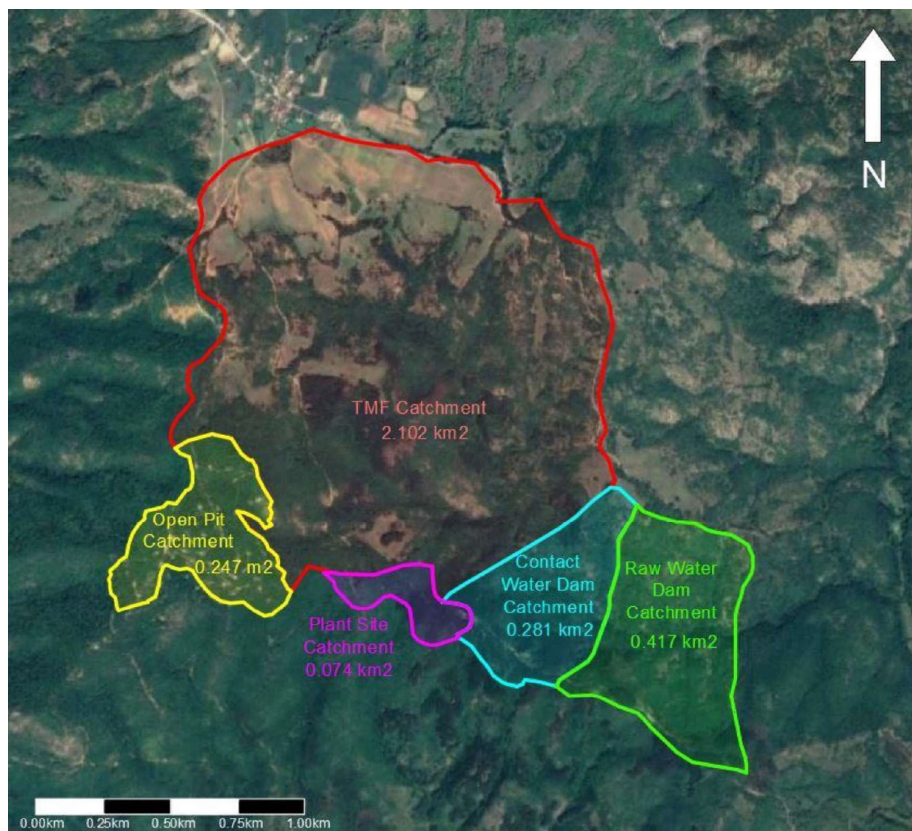 N
TMF Catchment
2.102 km2
Open Pit
Catchment
0.247 m2
Contact
Water Dam
Catchment
0.281 km2
Raw Water
Dam
Catchment
0.417 km2
Plant Site
Catchment
0.074 km2
0.00km 0.25km 0.50km 0.75km 1.00km